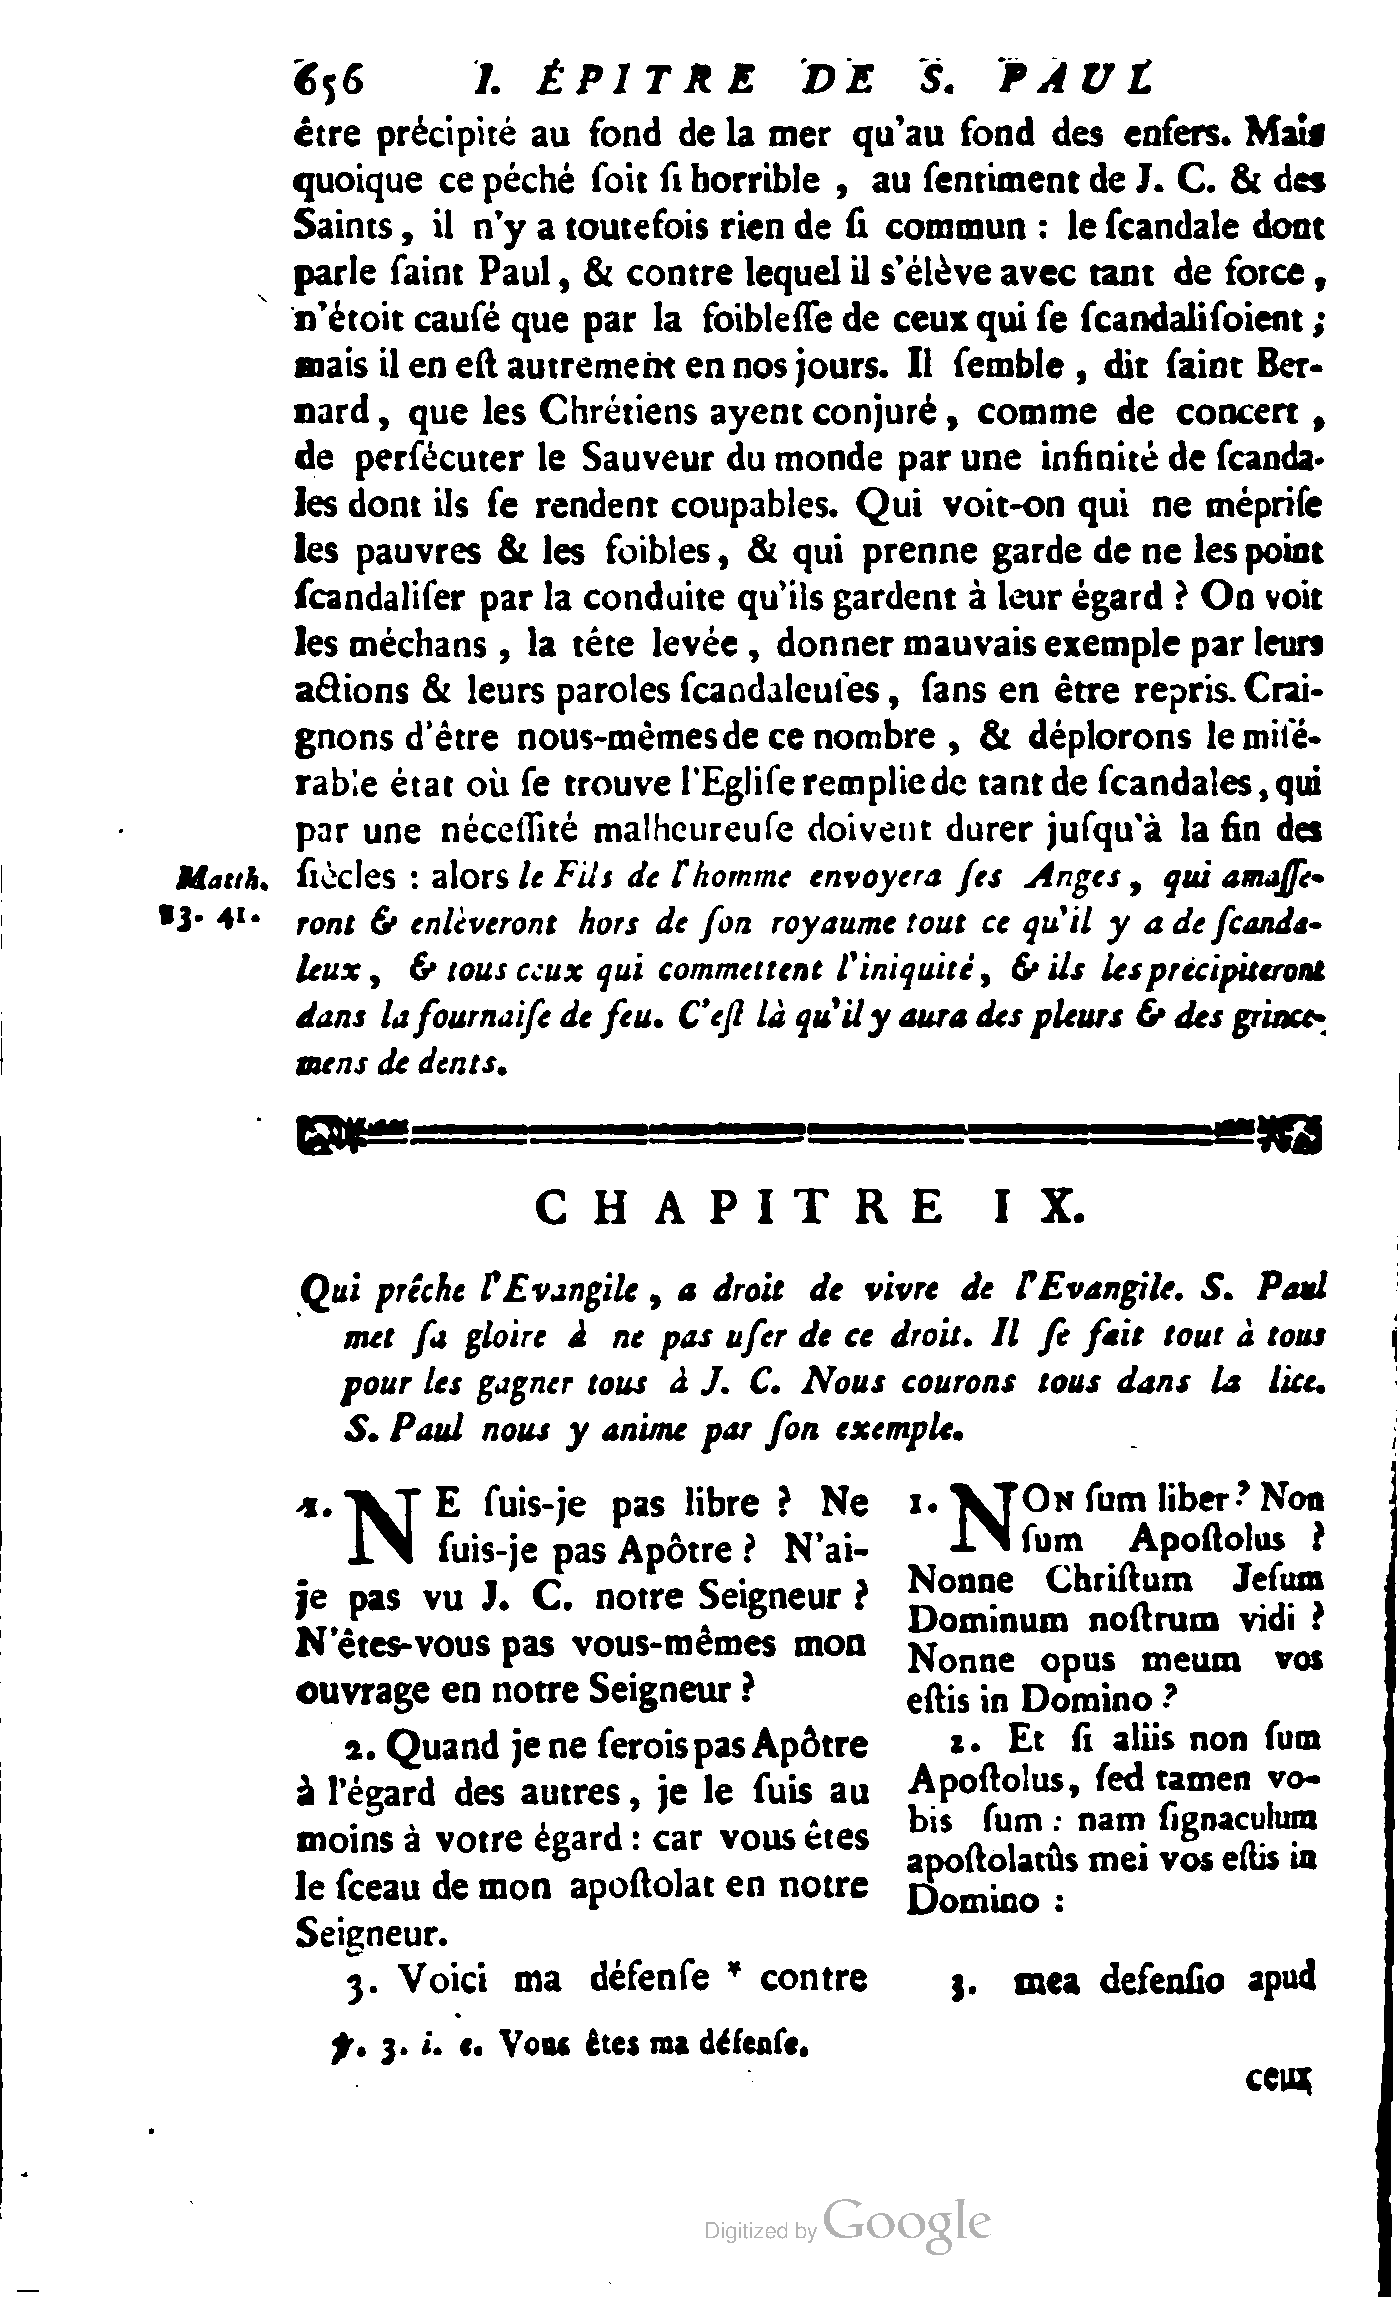 656 I. ÉPITRE DE S. PAUL
être précipité au fond de la mer qu'au fond des enfers. Mais
quoique ce péché ſoit ſi horrible , au ſentiment de J. C. & des
Saints , il n'y a toutefois rien de ſi commun : le ſcandale dont
parle ſaint Paul , & contre lequel il s'élève avec tant de force ,
n'étoit cauſé que par la foibleſſe de ceux qui ſe ſcandaliſoient ;
mais il en eſt autrement en nos jours. Il ſemble , dit ſaint Ber-
nard , que les Chrétiens ayent conjuré , comme de concert ,
de perſécuter le Sauveur du monde par une infinité de ſcanda-
les dont ils ſe rendent coupables. Qui voit-on qui ne mépriſe
les pauvres & les foibles , & qui prenne garde de ne les point
ſcandaliſer par la conduite qu'ils gardent à leur égard ? On voit
les méchans , la tête levée , donner mauvais exemple par leurs
actions & leurs paroles ſcandaleuſes , ſans en être repris. Crai-
gnons d'être nous-mêmes de ce nombre , & déplorons le miſé-
rable état où ſe trouve l'Egliſe remplie de tant de ſcandales , qui
par une néceſſité malheureuſe doivent durer juſqu'à la fin des
Matth. ſiècles : alors le Fils de l'homme envoyera ſes Anges , qui amaſſe-
13. 41. ront & enlèveront hors de ſon royaume tout ce qu'il y a de ſcanda-
leux , & tous ceux qui commettent l'iniquité , & ils les précipiteront
dans la fournaiſe de feu. C'eſt là qu'il y aura des pleurs & des grince-
mens de dents.
CHAPITRE IX.
Qui prêche l'Evangile , a droit de vivre de l'Evangile. S. Paul
met ſa gloire à ne pas uſer de ce droit. Il ſe fait tout à tous
pour les gagner tous à J. C. Nous courons tous dans la lice.
S. Paul nous y anime par ſon exemple.
1. NE ſuis-je pas libre ? Ne
ſuis-je pas Apôtre ? N'ai-
je pas vu J. C. notre Seigneur ?
N'êtes-vous pas vous-mêmes mon
ouvrage en notre Seigneur ?
2. Quand je ne ſerois pas Apôtre
à l'égard des autres , je le ſuis au
moins à votre égard : car vous êtes
le ſceau de mon apoſtolat en notre
Seigneur.
3. Voici ma défenſe * contre
1. NON ſum liber ? Non
ſum Apoſtolus ?
Nonne Chriſtum Jeſum
Dominum noſtrum vidi ?
Nonne opus meum vos
eſtis in Domino ?
2. Et ſi aliis non ſum
Apoſtolus, ſed tamen vo-
bis ſum : nam ſignaculum
apoſtolatûs mei vos eſtis in
Domino :
3. mea defenſio apud
℣. 3. i. e. Vous êtes ma défenſe.
ceux
Digitized by Google